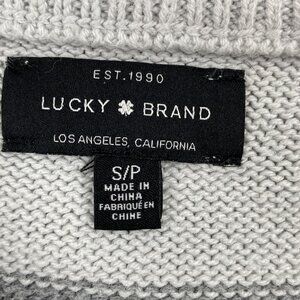 EST.1990
LUCKY BRAND
LOS ANGELES, CALIFORNIA
S/P
MADE IN
CHINA
FABRIQUÉ EN
CHINE